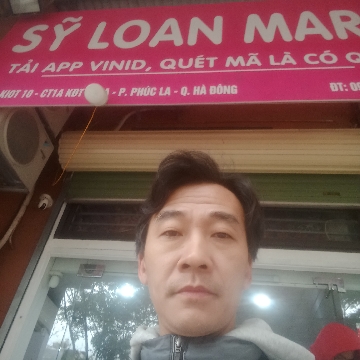 SỸ LOAN MAR
TẢI APP VINID, QUÉT MÃ LÀ CÓ Q
KIOT 10 - CT1A KĐT - P. PHÚC LA - Q. HÀ ĐÔNG ĐT: 09